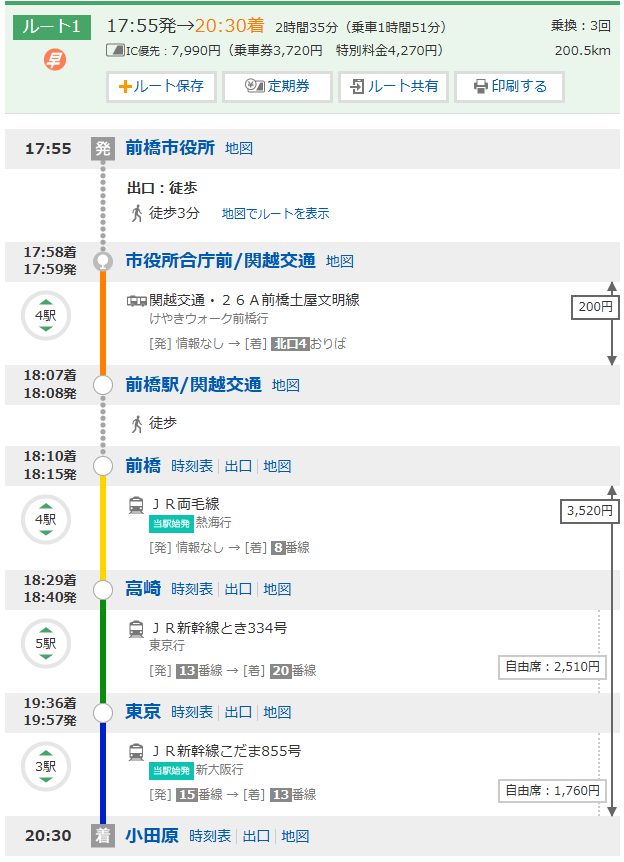 ルート1
17:55発→20:30着 2時間35分（乗車1時間51分） 乗換：3回
早
IC優先：7,990円（乗車券3,720円 特別料金4,270円） 200.5km
ルート保存 定期券 ルート共有 印刷する
17:55 発 前橋市役所 地図
出口：徒歩
徒歩3分 地図でルートを表示
17:58着
17:59発
市役所合庁前/関越交通 地図
4駅
関越交通・２６Ａ前橋土屋文明線
けやきウォーク前橋行
[発] 情報なし → [着] 北口4おりば
200円
18:07着
18:08発
前橋駅/関越交通 地図
徒歩
18:10着
18:15発
前橋 時刻表 出口 地図
4駅
ＪＲ両毛線
当駅始発 熱海行
[発] 情報なし → [着] 8番線
3,520円
18:29着
18:40発
高崎 時刻表 出口 地図
5駅
ＪＲ新幹線とき334号
東京行
[発] 13番線 → [着] 20番線
自由席：2,510円
19:36着
19:57発
東京 時刻表 出口 地図
3駅
ＪＲ新幹線こだま855号
当駅始発 新大阪行
[発] 15番線 → [着] 13番線
自由席：1,760円
20:30 着 小田原 時刻表 出口 地図